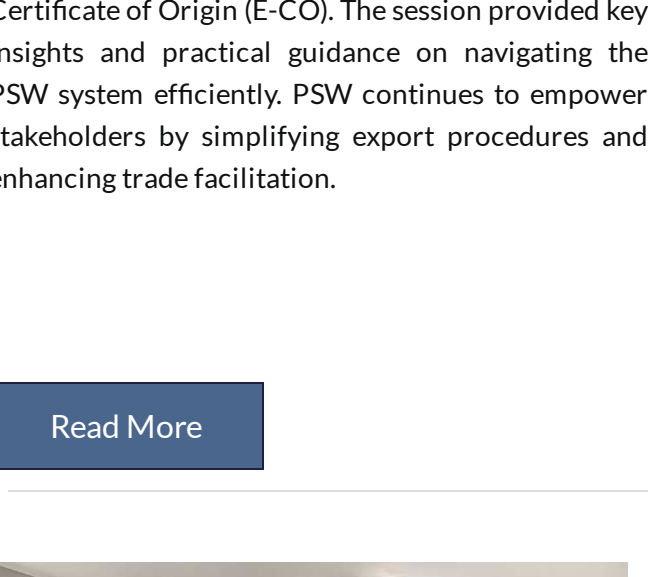 Certificate of Origin (E-CO). The session provided key
insights and practical guidance on navigating the
PSW system efficiently. PSW continues to empower
stakeholders by simplifying export procedures and
enhancing trade facilitation.
Read More